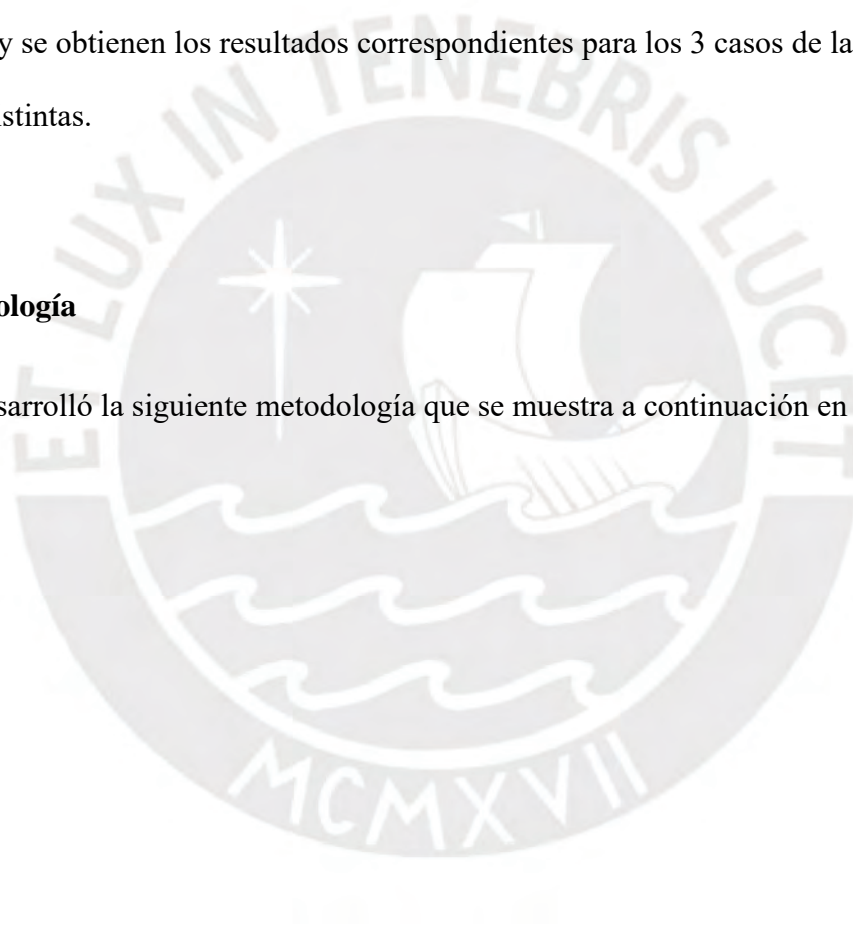 y se obtienen los resultados correspondientes para los 3 casos de la
stintas.
ET LUX IN TENEBRIS LUCET
ología
sarrolló la siguiente metodología que se muestra a continuación en
MCMXVII